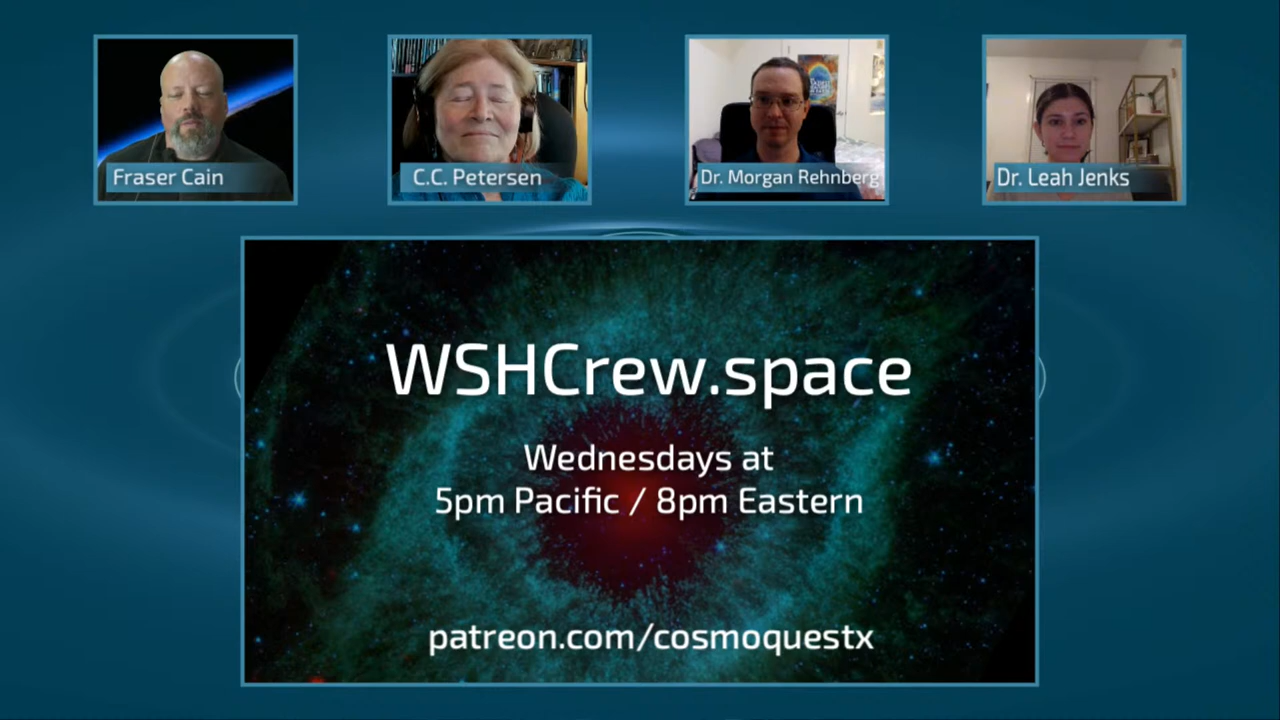 Fraser Cain
C.C. Petersen
Dr. Morgan Rehnberg
Dr. Leah Jenks
WSHCrew.space
Wednesdays at
5pm Pacific / 8pm Eastern
patreon.com/cosmoquestx